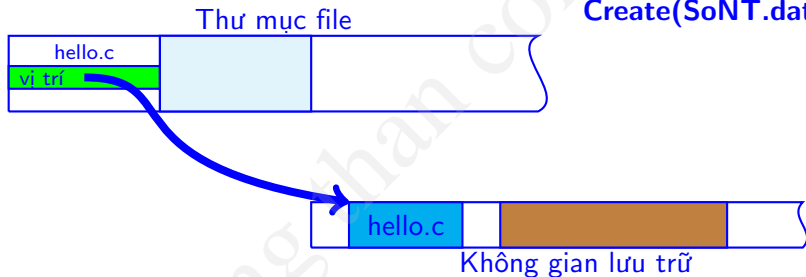 Create(SoNT.dat
Thư mục file
hello.c
vị trí
hello.c
Không gian lưu trữ